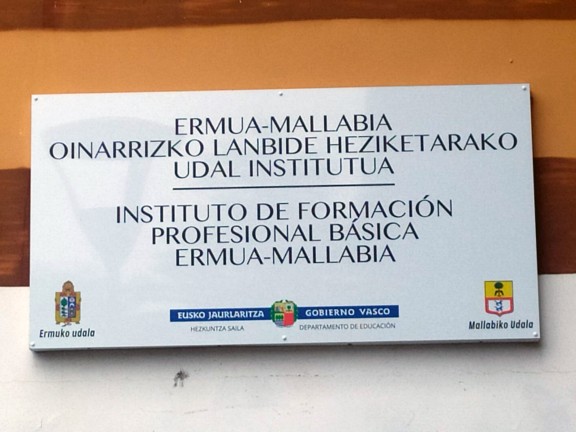 ERMUA-MALLABIA
OINARRIZKO LANBIDE HEZIKETARAKO
UDAL INSTITUTUA
INSTITUTO DE FORMACIÓN
PROFESIONAL BÁSICA
ERMUA-MALLABIA
EUSKO JAURLARITZA GOBIERNO VASCO
HEZKUNTZA SAILA DEPARTAMENTO DE EDUCACIÓN
Ermuko udala
Mallabiko Udala